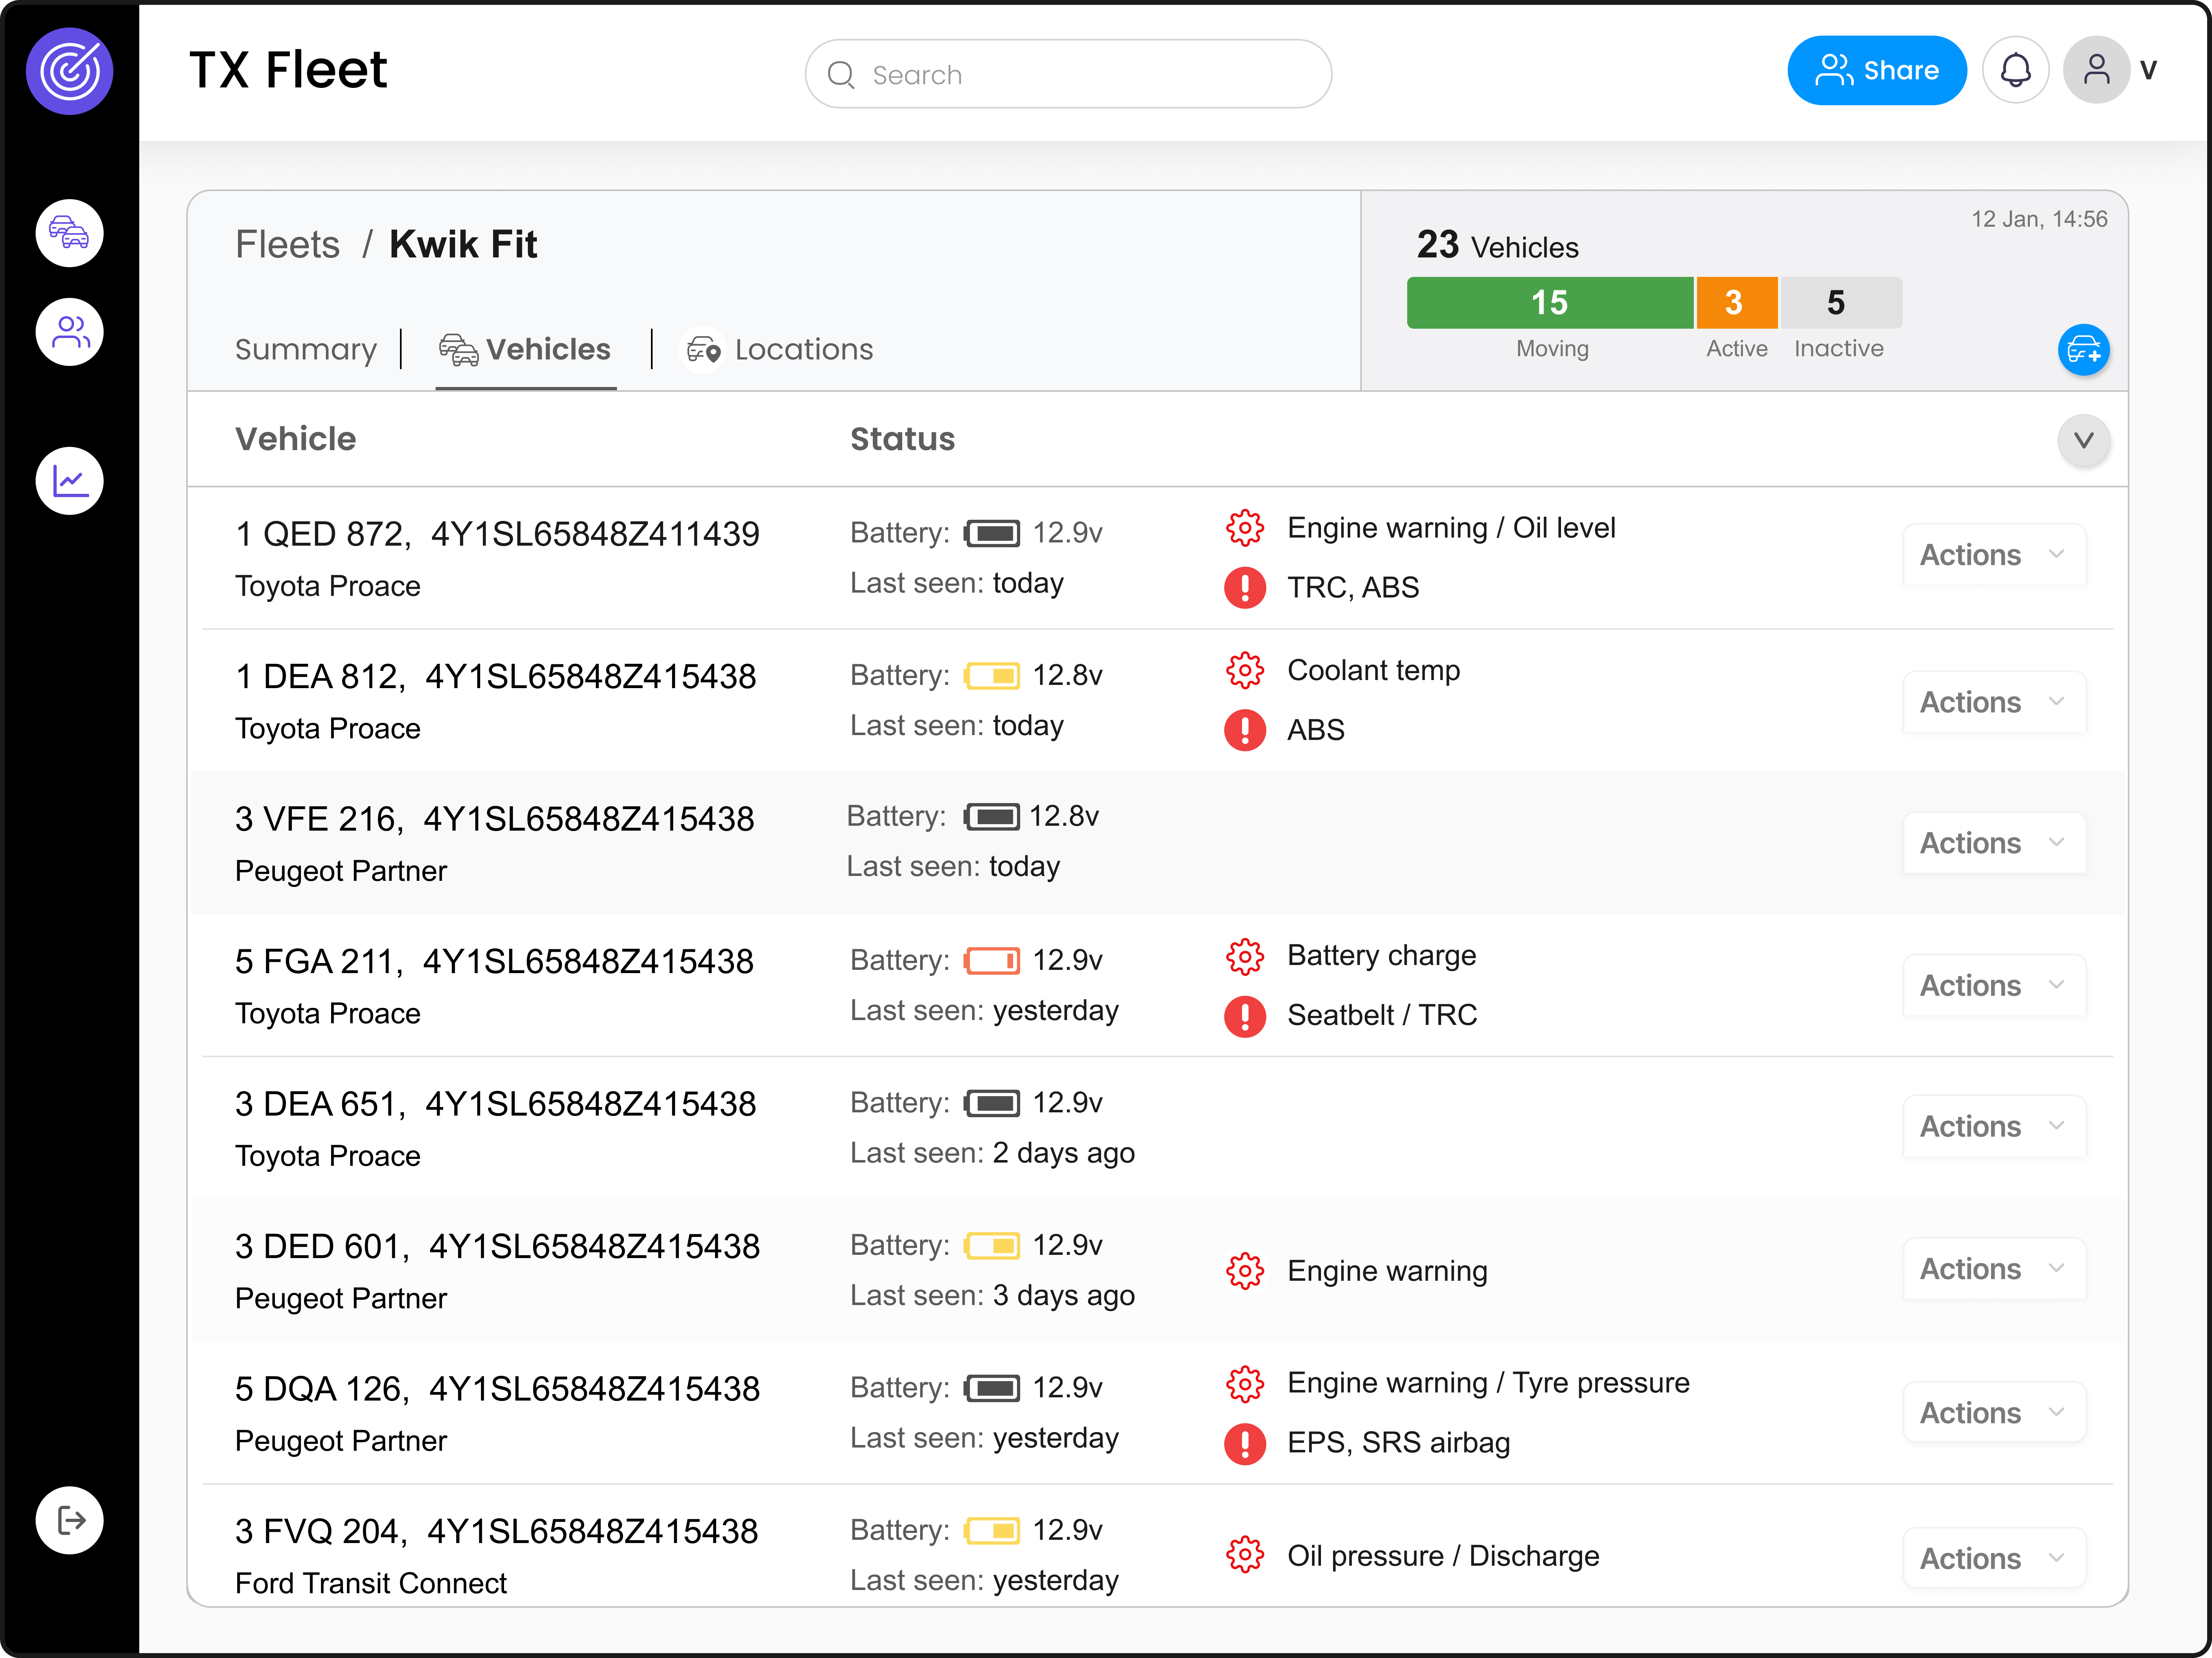 TX Fleet
Search
Share
V
Fleets / Kwik Fit
12 Jan, 14:56
23 Vehicles
15 3 5
Moving Active Inactive
Summary Vehicles Locations
Vehicle Status V
1 QED 872, 4Y1SL65848Z411439
Toyota Proace
Battery: 12.9v
Last seen: today
Engine warning / Oil level
TRC, ABS
Actions
1 DEA 812, 4Y1SL65848Z415438
Toyota Proace
Battery: 12.8v
Last seen: today
Coolant temp
ABS
Actions
3 VFE 216, 4Y1SL65848Z415438
Peugeot Partner
Battery: 12.8v
Last seen: today
Actions
5 FGA 211, 4Y1SL65848Z415438
Toyota Proace
Battery: 12.9v
Last seen: yesterday
Battery charge
Seatbelt / TRC
Actions
3 DEA 651, 4Y1SL65848Z415438
Toyota Proace
Battery: 12.9v
Last seen: 2 days ago
Actions
3 DED 601, 4Y1SL65848Z415438
Peugeot Partner
Battery: 12.9v
Last seen: 3 days ago
Engine warning
Actions
5 DQA 126, 4Y1SL65848Z415438
Peugeot Partner
Battery: 12.9v
Last seen: yesterday
Engine warning / Tyre pressure
EPS, SRS airbag
Actions
3 FVQ 204, 4Y1SL65848Z415438
Ford Transit Connect
Battery: 12.9v
Last seen: yesterday
Oil pressure / Discharge
Actions